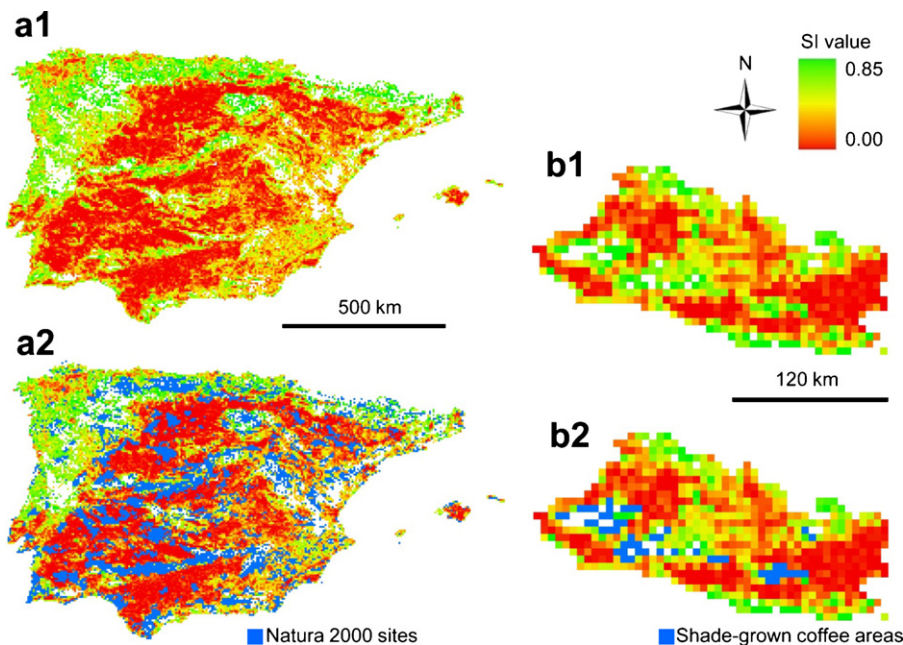 a1
SI value
N
0.85
0.00
b1
500 km
a2
120 km
b2
Natura 2000 sites
Shade-grown coffee areas